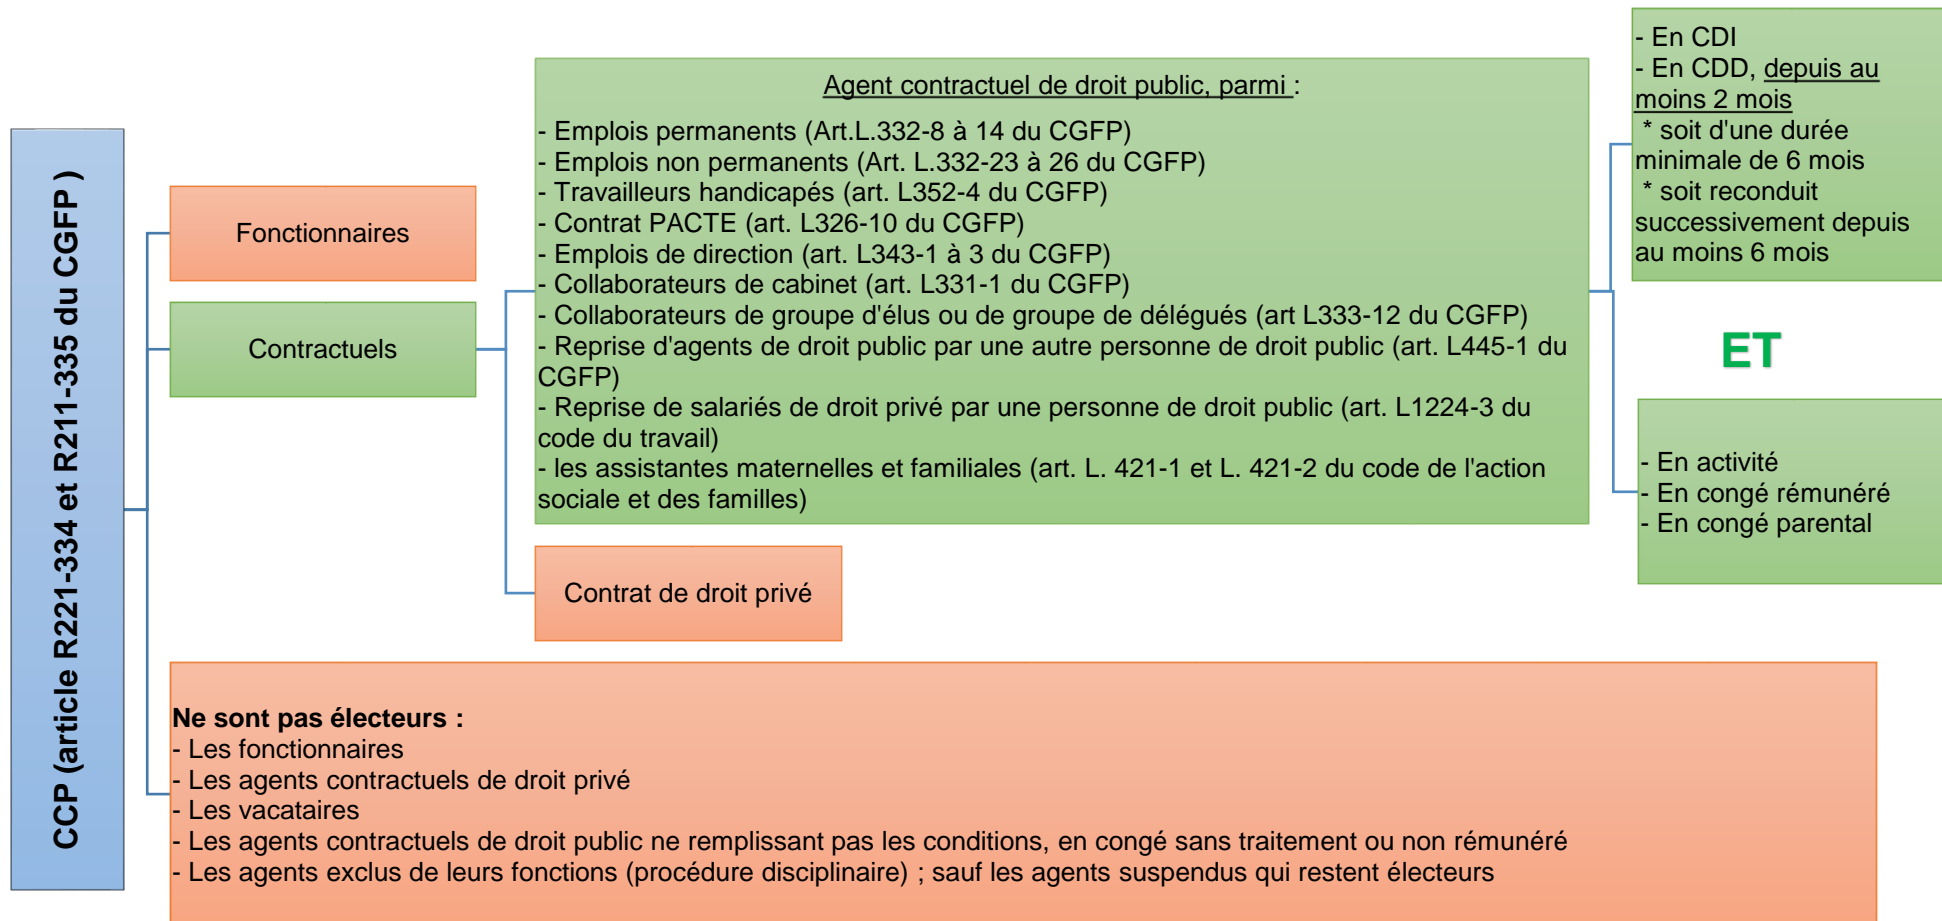 CCP (article R221-334 et R211-335 du CGFP )
Fonctionnaires
Contractuels
Agent contractuel de droit public, parmi :
- Emplois permanents (Art.L.332-8 à 14 du CGFP)
- Emplois non permanents (Art. L.332-23 à 26 du CGFP)
- Travailleurs handicapés (art. L352-4 du CGFP)
- Contrat PACTE (art. L326-10 du CGFP)
- Emplois de direction (art. L343-1 à 3 du CGFP)
- Collaborateurs de cabinet (art. L331-1 du CGFP)
- Collaborateurs de groupe d'élus ou de groupe de délégués (art L333-12 du CGFP)
- Reprise d'agents de droit public par une autre personne de droit public (art. L445-1 du
CGFP)
- Reprise de salariés de droit privé par une personne de droit public (art. L1224-3 du
code du travail)
- les assistantes maternelles et familiales (art. L. 421-1 et L. 421-2 du code de l'action
sociale et des familles)
- En CDI
- En CDD, depuis au
moins 2 mois
* soit d'une durée
minimale de 6 mois
* soit reconduit
successivement depuis
au moins 6 mois
ET
- En activité
- En congé rémunéré
- En congé parental
Contrat de droit privé
Ne sont pas électeurs :
- Les fonctionnaires
- Les agents contractuels de droit privé
- Les vacataires
- Les agents contractuels de droit public ne remplissant pas les conditions, en congé sans traitement ou non rémunéré
- Les agents exclus de leurs fonctions (procédure disciplinaire) ; sauf les agents suspendus qui restent électeurs